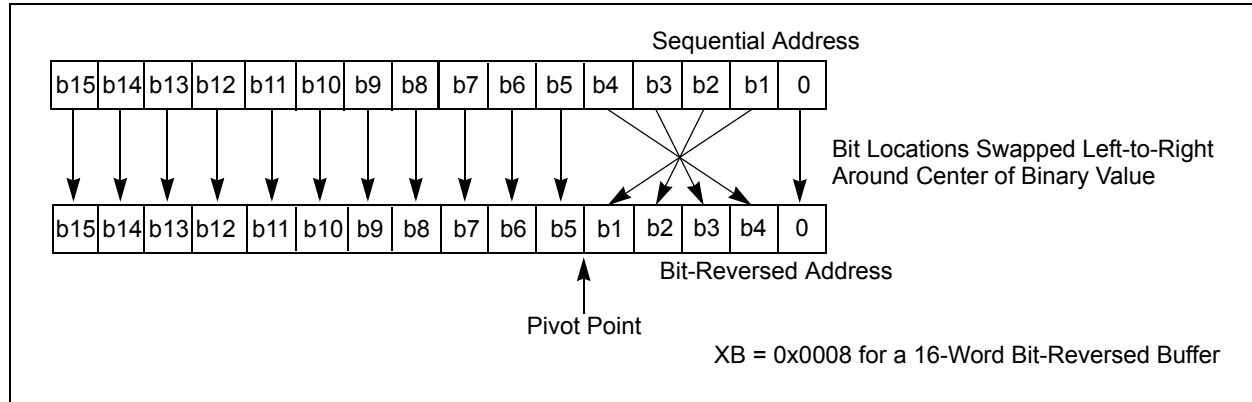 Sequential Address
b15 b14 b13 b12 b11 b10 b9 b8 b7 b6 b5 b4 b3 b2 b1 0
Bit Locations Swapped Left-to-Right
Around Center of Binary Value
b15 b14 b13 b12 b11 b10 b9 b8 b7 b6 b5 b1 b2 b3 b4 0
Bit-Reversed Address
Pivot Point
XB = 0x0008 for a 16-Word Bit-Reversed Buffer